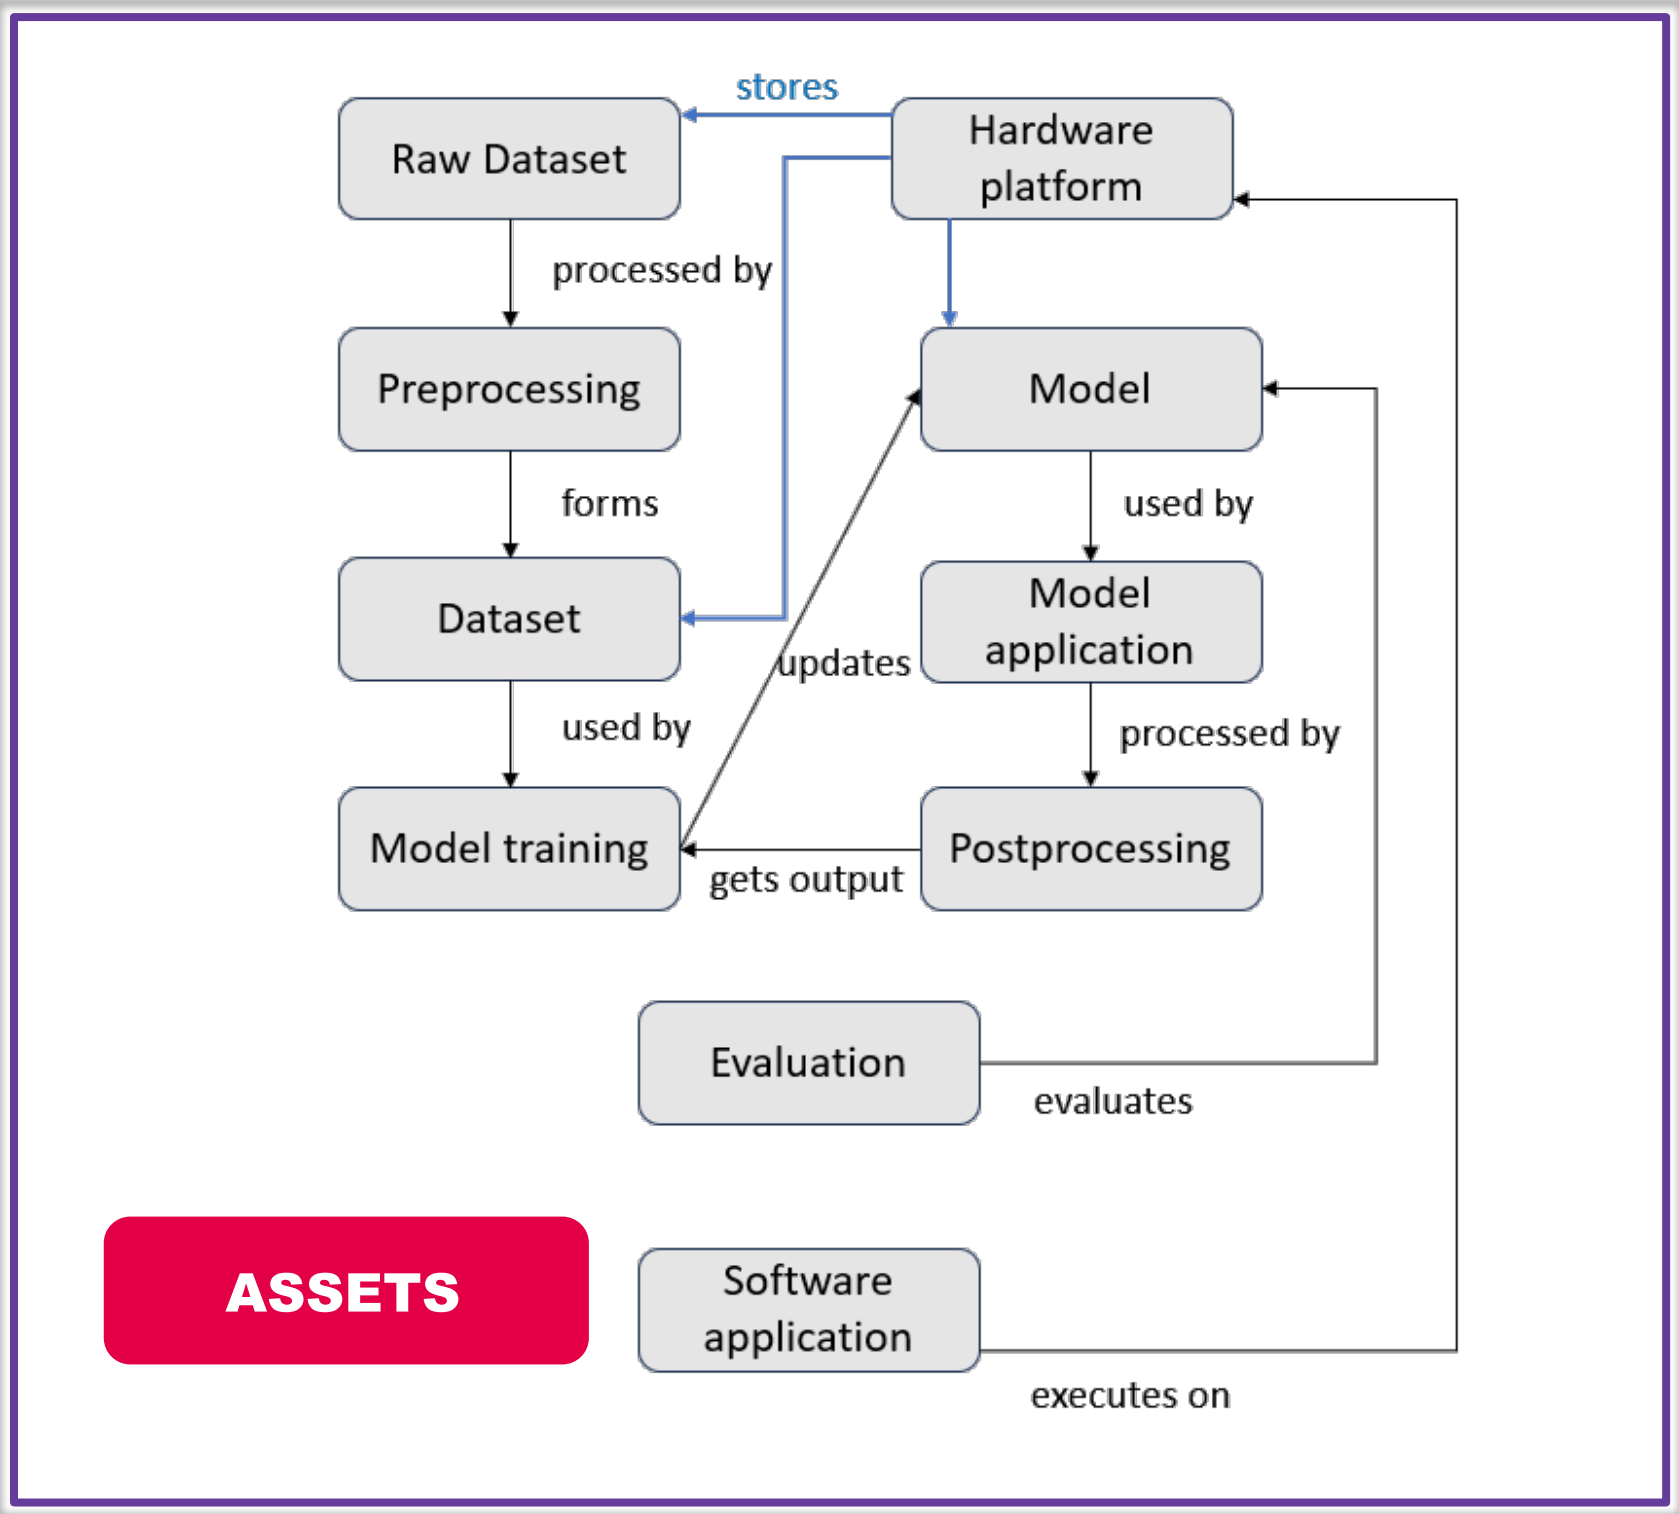 stores
Raw Dataset
Hardware
platform
processed by
Preprocessing
Model
forms
used by
Dataset
Model
application
updates
used by
processed by
Model training
Postprocessing
gets output
Evaluation
evaluates
ASSETS
Software
application
executes on